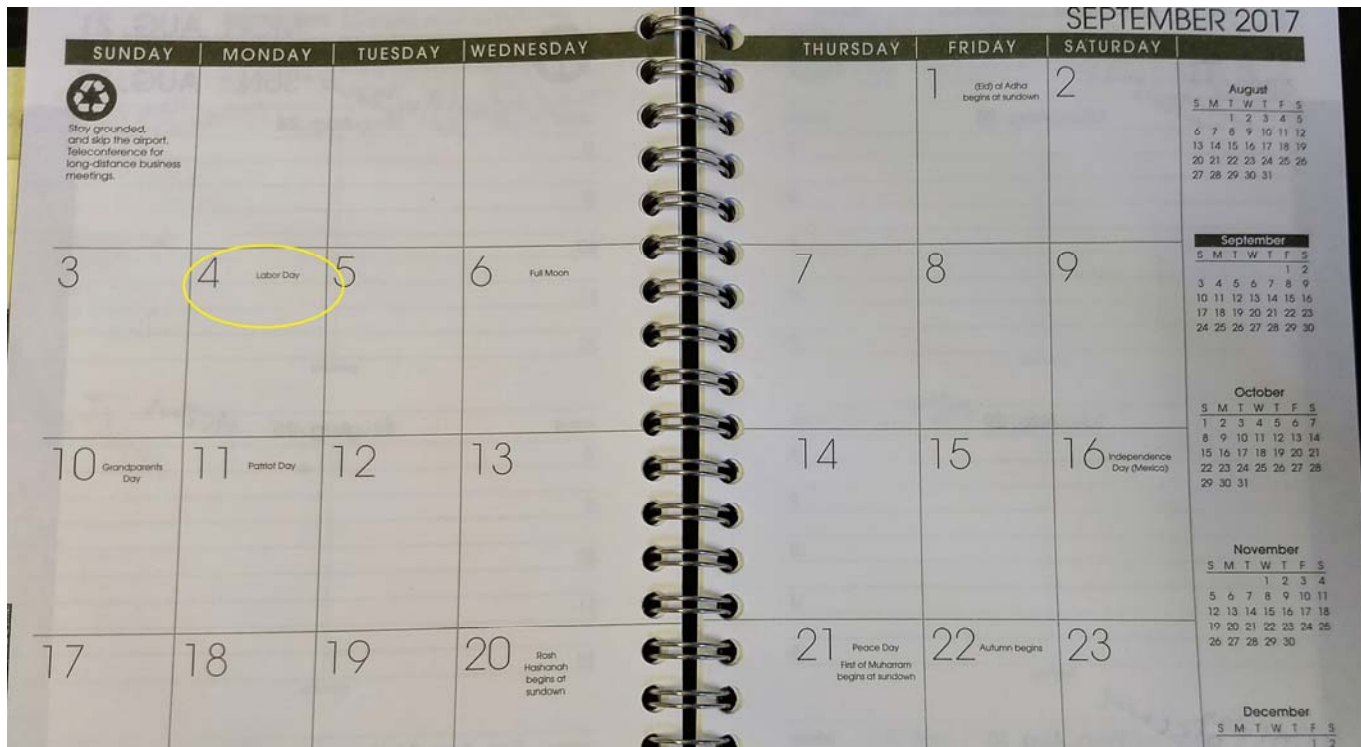 SEPTEMBER 2017
SUNDAY MONDAY TUESDAY WEDNESDAY THURSDAY FRIDAY SATURDAY
Stay grounded,
and skip the airport.
Teleconference for
long-distance business
meetings.
1 (Eid) al Adha
begins at sundown
2
3
4 Labor Day
5
6 Full Moon
7
8
9
10 Grandparents
Day
11 Patriot Day
12
13
14
15
16 Independence
Day (Mexico)
17
18
19
20 Rosh
Hashanah
begins at
sundown
21 Peace Day
First of Muharram
begins at sundown
22 Autumn begins
23
August
S M T W T F S
1 2 3 4 5
6 7 8 9 10 11 12
13 14 15 16 17 18 19
20 21 22 23 24 25 26
27 28 29 30 31
September
S M T W T F S
1 2
3 4 5 6 7 8 9
10 11 12 13 14 15 16
17 18 19 20 21 22 23
24 25 26 27 28 29 30
October
S M T W T F S
1 2 3 4 5 6 7
8 9 10 11 12 13 14
15 16 17 18 19 20 21
22 23 24 25 26 27 28
29 30 31
November
S M T W T F S
1 2 3 4
5 6 7 8 9 10 11
12 13 14 15 16 17 18
19 20 21 22 23 24 25
26 27 28 29 30
December
S M T W T F S
1 2